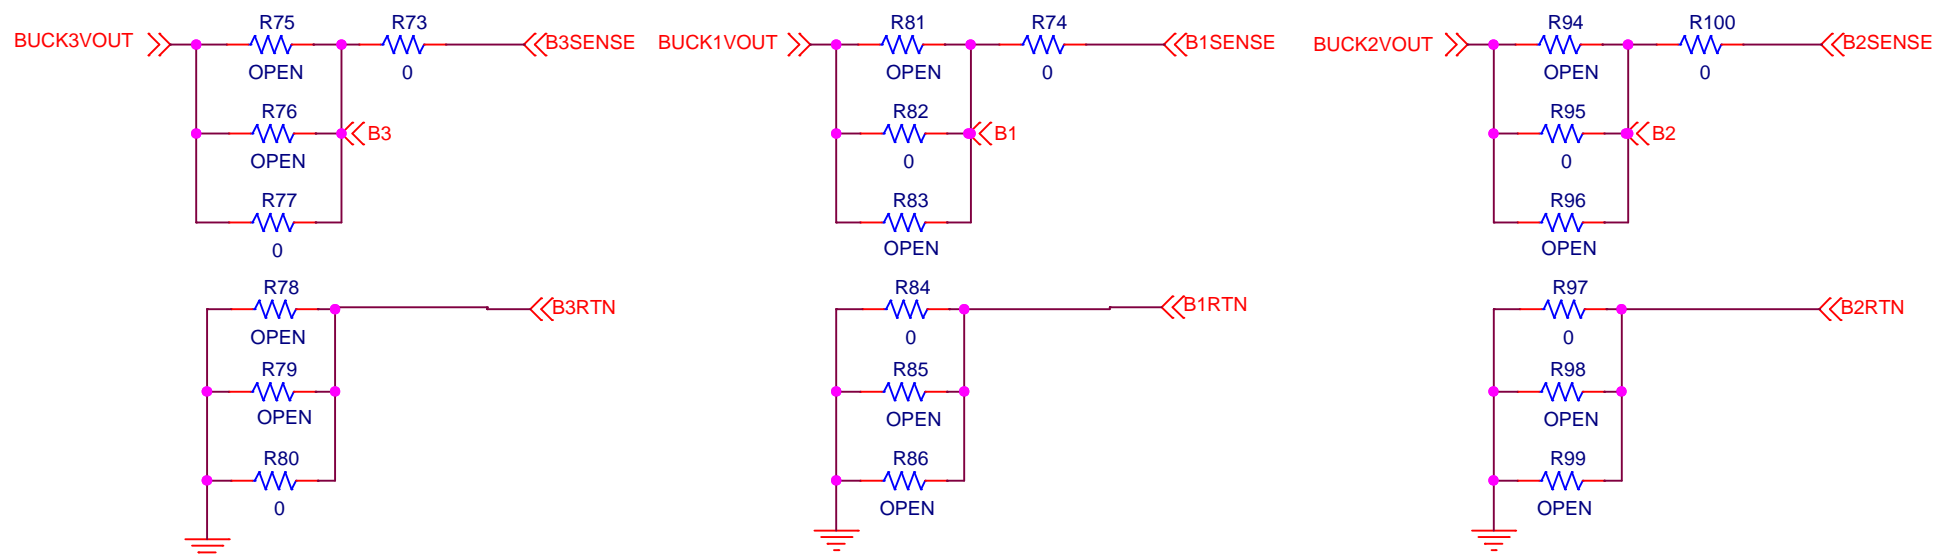 R75 R73 R81 R74 R94 R100
BUCK3VOUT B3SENSE BUCK1VOUT B1SENSE BUCK2VOUT B2SENSE
OPEN 0 OPEN 0 OPEN 0
R76 R82 R95
B3 B1 B2
OPEN 0 0
R77 R83 R96
0 OPEN OPEN
R78 R84 R97
B3RTN B1RTN B2RTN
OPEN 0 0
R79 R85 R98
OPEN OPEN OPEN
R80 R86 R99
0 OPEN OPEN